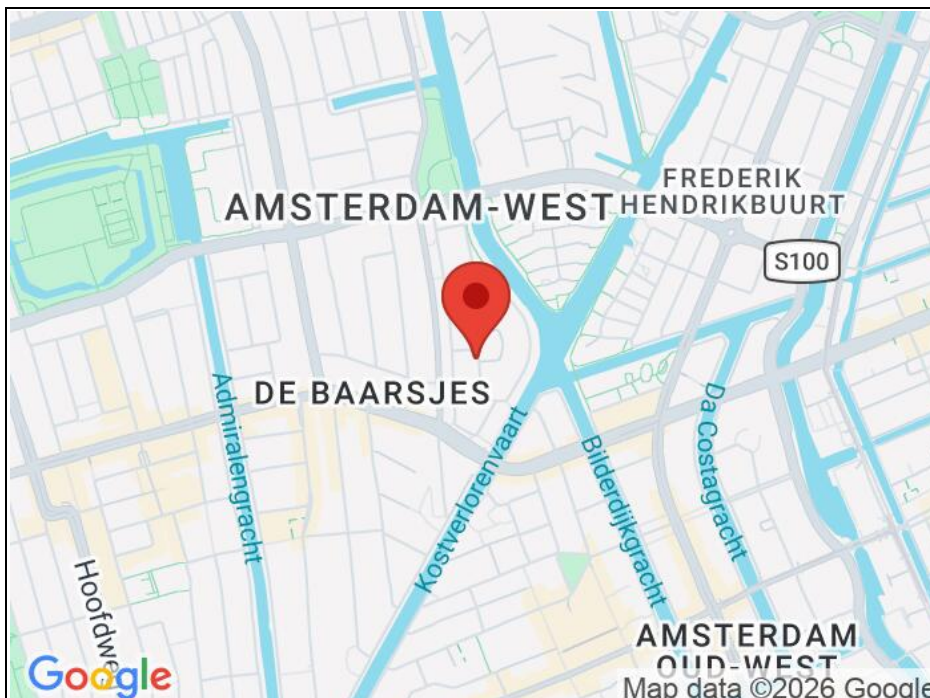 FREDERIK
HENDRIKBUURT
AMSTERDAM-WEST
S100
DE BAARSJES
Admiralengracht
Kostverlorenvaart
Bilderdijkgracht
Da Costagracht
Hoofdwe
AMSTERDAM
OUD-WEST
Google
Map data ©2026 Google